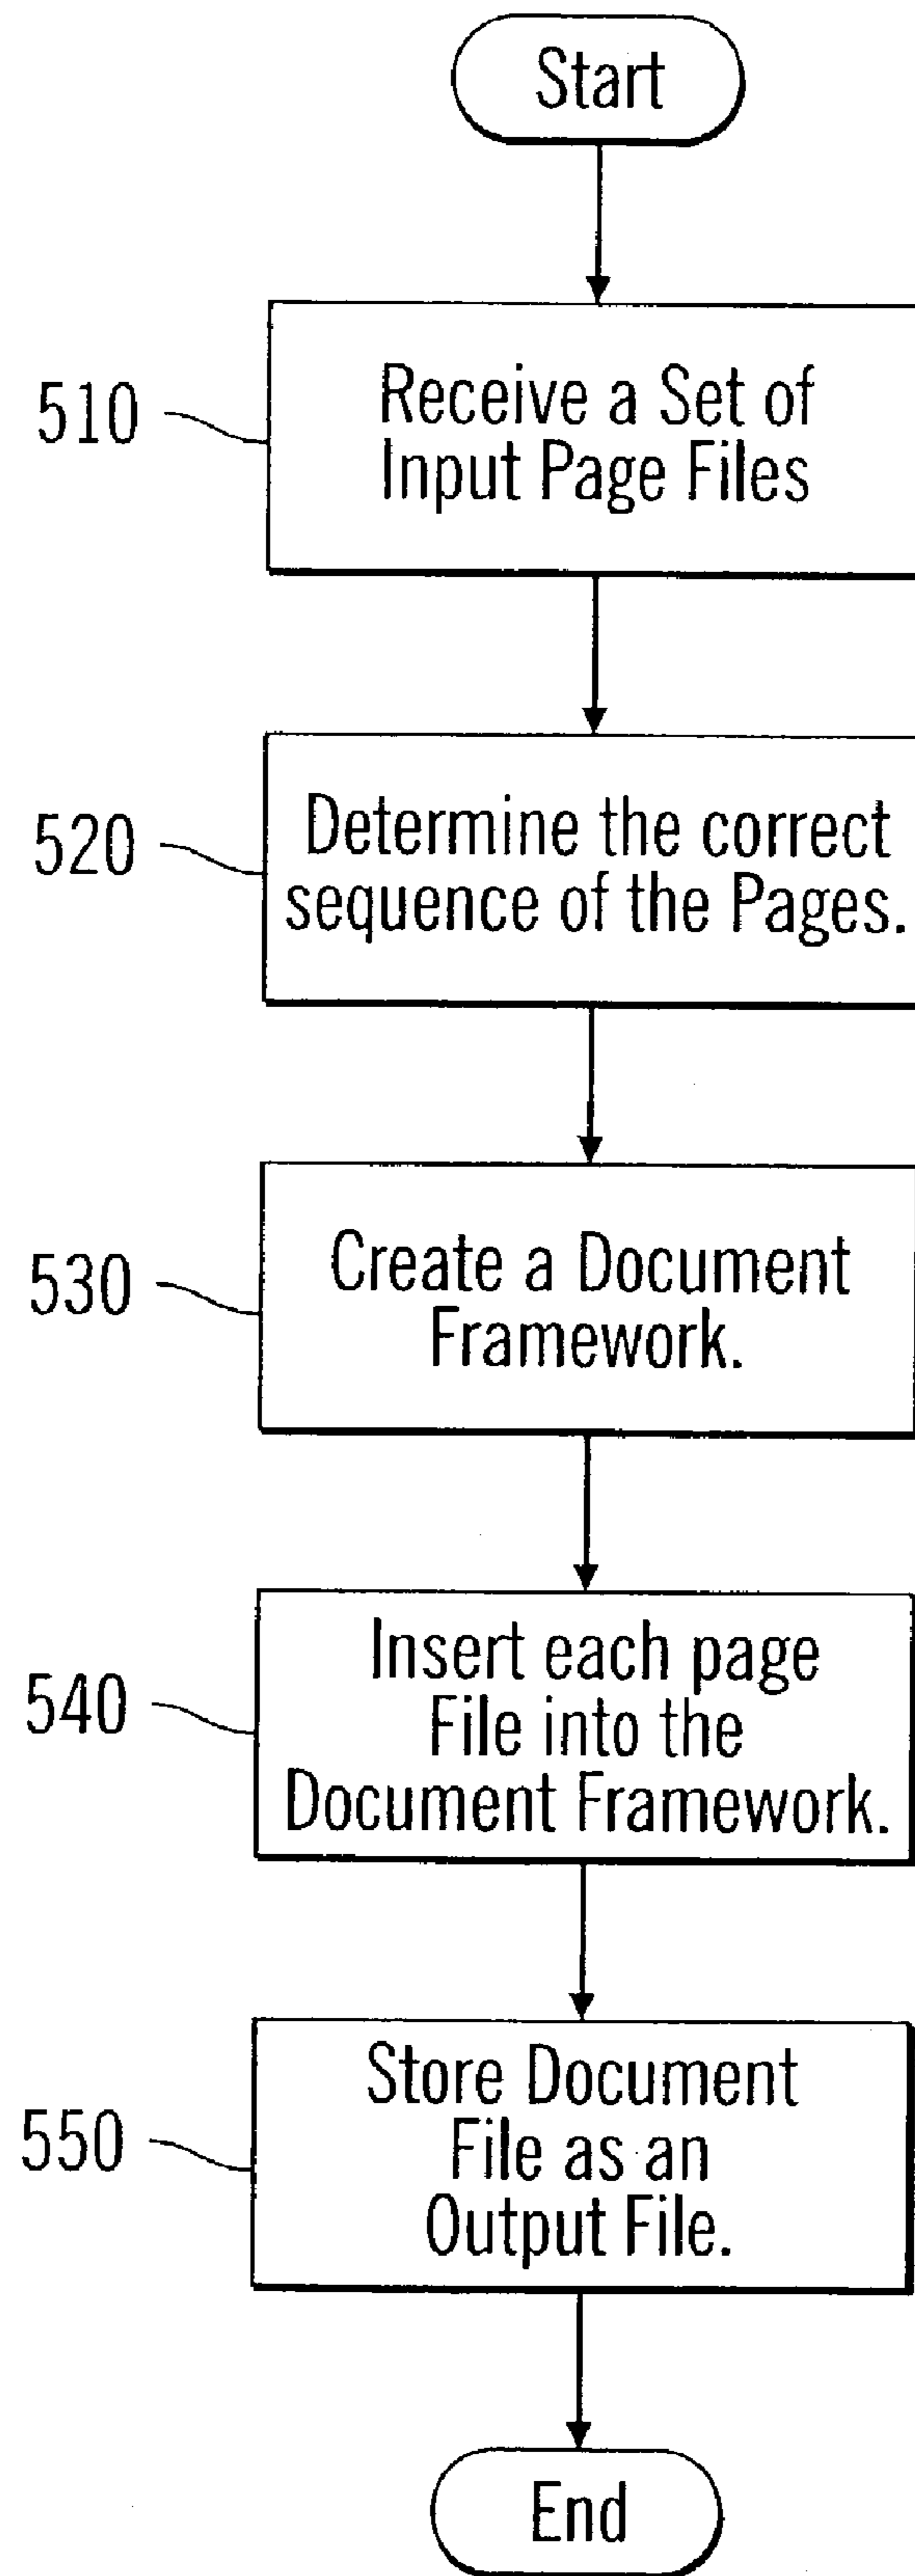 Start
510
Receive a Set of
Input Page Files
520
Determine the correct
sequence of the Pages.
530
Create a Document
Framework.
540
Insert each page
File into the
Document Framework.
550
Store Document
File as an
Output File.
End